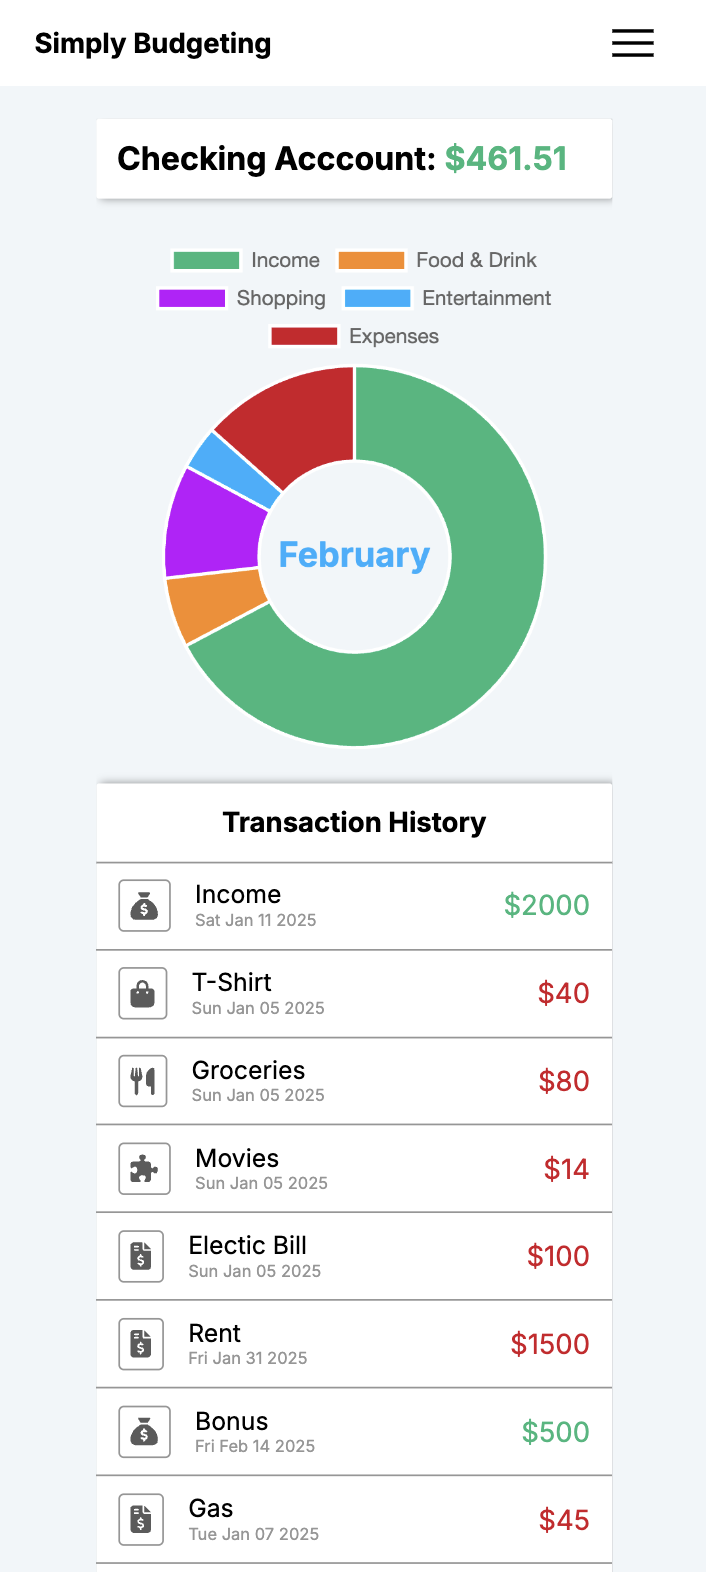 Simply Budgeting
Checking Acccount: $461.51
Income Food & Drink
Shopping Entertainment
Expenses
February
Transaction History
Income $2000
Sat Jan 11 2025
T-Shirt $40
Sun Jan 05 2025
Groceries $80
Sun Jan 05 2025
Movies $14
Sun Jan 05 2025
Electic Bill $100
Sun Jan 05 2025
Rent $1500
Fri Jan 31 2025
Bonus $500
Fri Feb 14 2025
Gas $45
Tue Jan 07 2025